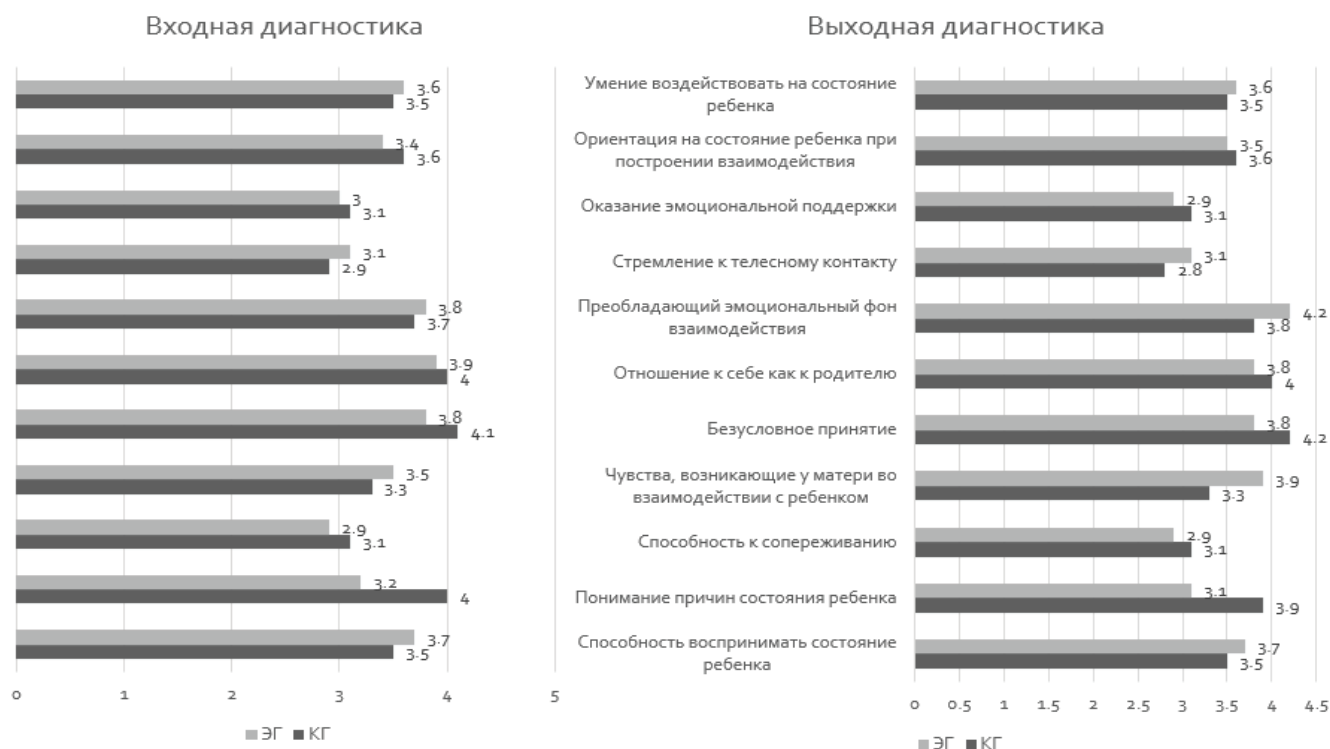 Входная диагностика
3.6
3.5
3.4
3.6
3
3.1
3.1
2.9
3.8
3.7
3.9
4
3.8
4.1
3.5
3.3
2.9
3.1
3.2
4
3.7
3.5
0 1 2 3 4 5
ЭГ КГ
Выходная диагностика
Умение воздействовать на состояние
ребенка
3.6
3.5
Ориентация на состояние ребенка при
построении взаимодействия
3.5
3.6
Оказание эмоциональной поддержки
2.9
3.1
Стремление к телесному контакту
3.1
2.8
Преобладающий эмоциональный фон
взаимодействия
4.2
3.8
Отношение к себе как к родителю
3.8
4
Безусловное принятие
3.8
4.2
Чувства, возникающие у матери во
взаимодействии с ребенком
3.9
3.3
Способность к сопереживанию
2.9
3.1
Понимание причин состояния ребенка
3.1
3.9
Способность воспринимать состояние
ребенка
3.7
3.5
0 0.5 1 1.5 2 2.5 3 3.5 4 4.5
ЭГ КГ